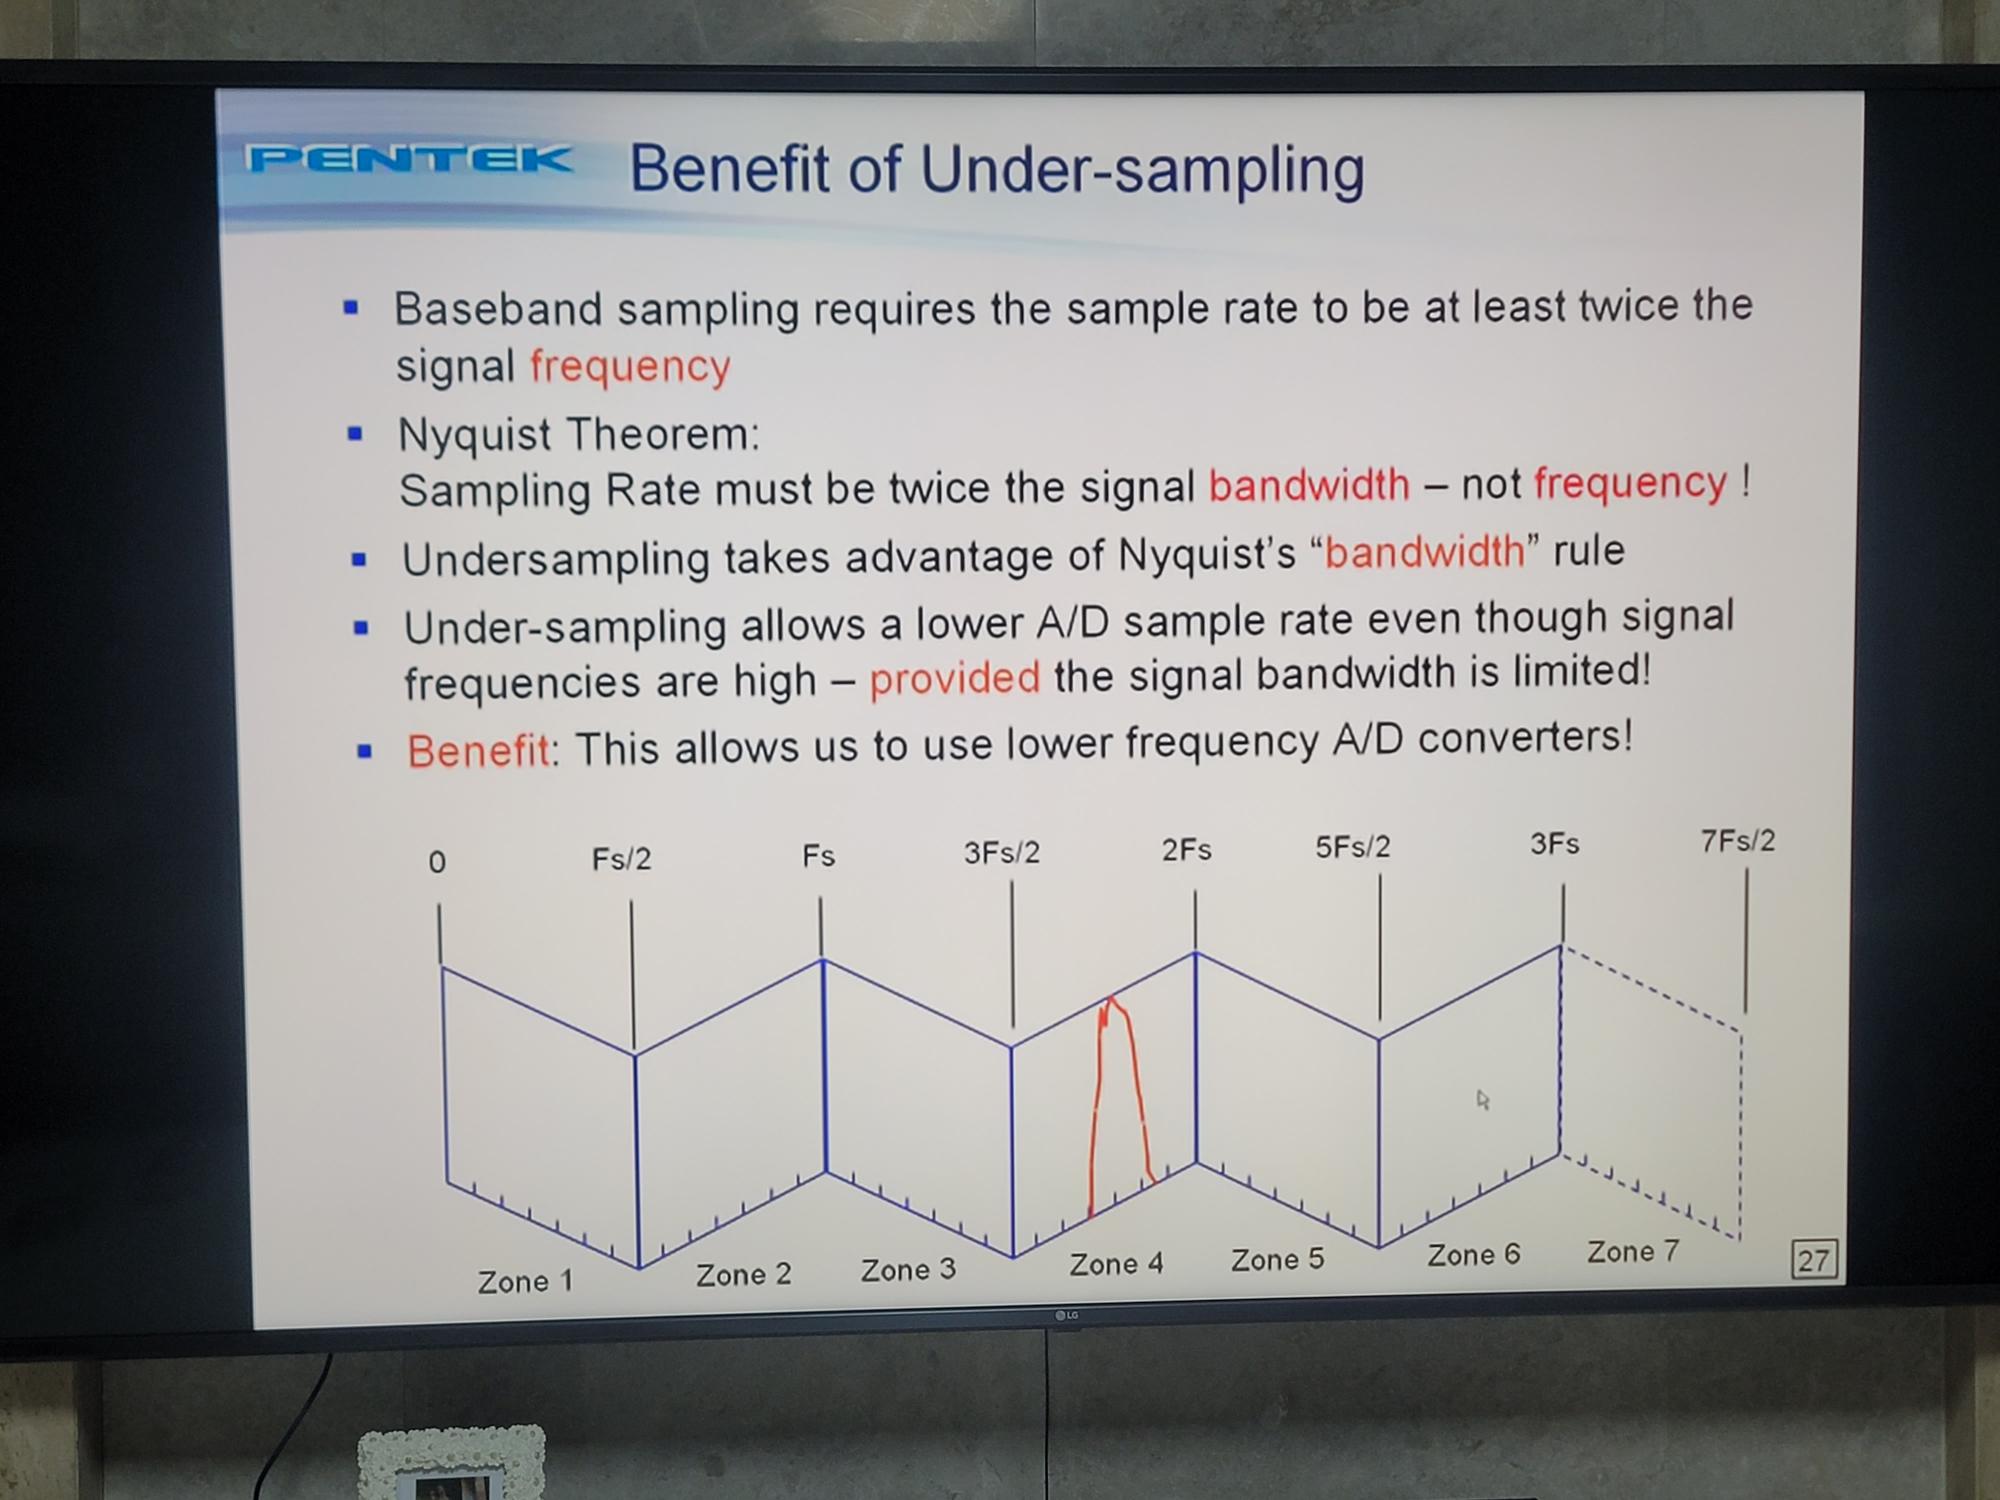 PENTEK
Benefit of Under-sampling
▪ Baseband sampling requires the sample rate to be at least twice the
signal frequency
▪ Nyquist Theorem:
Sampling Rate must be twice the signal bandwidth – not frequency !
▪ Undersampling takes advantage of Nyquist’s “bandwidth” rule
▪ Under-sampling allows a lower A/D sample rate even though signal
frequencies are high – provided the signal bandwidth is limited!
▪ Benefit: This allows us to use lower frequency A/D converters!
0 Fs/2 Fs 3Fs/2 2Fs 5Fs/2 3Fs 7Fs/2
Zone 1 Zone 2 Zone 3 Zone 4 Zone 5 Zone 6 Zone 7
27
LG